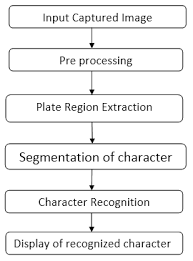 Input Captured Image
Pre processing
Plate Region Extraction
Segmentation of character
Character Recognition
Display of recognized character